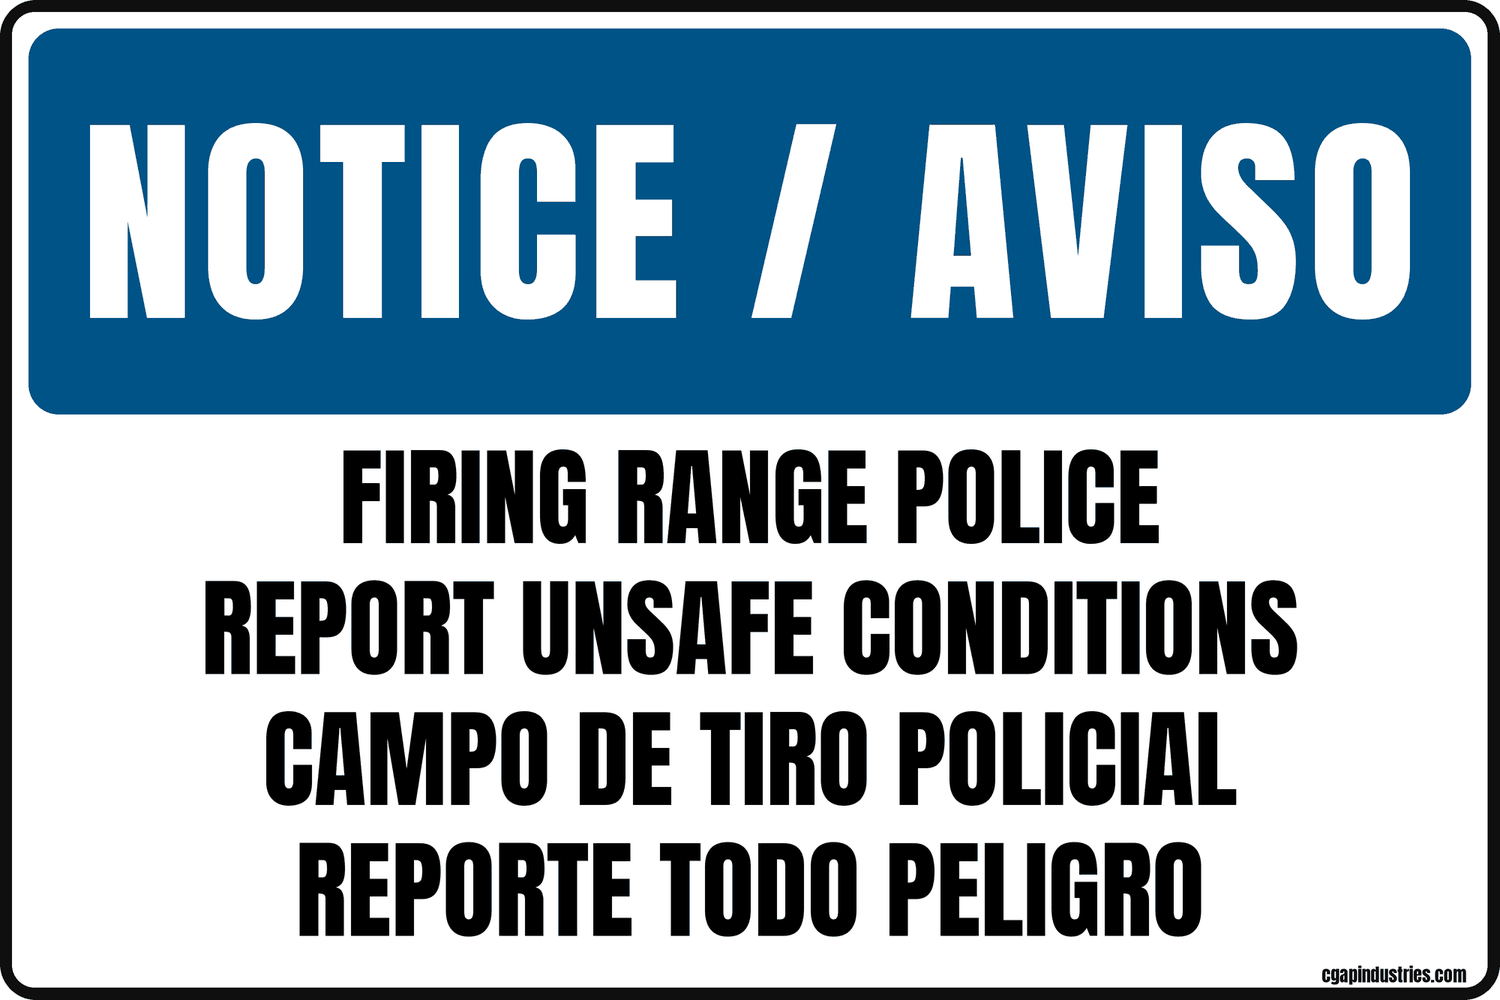 NOTICE / AVISO
FIRING RANGE POLICE
REPORT UNSAFE CONDITIONS
CAMPO DE TIRO POLICIAL
REPORTE TODO PELIGRO
cgapindustries.com